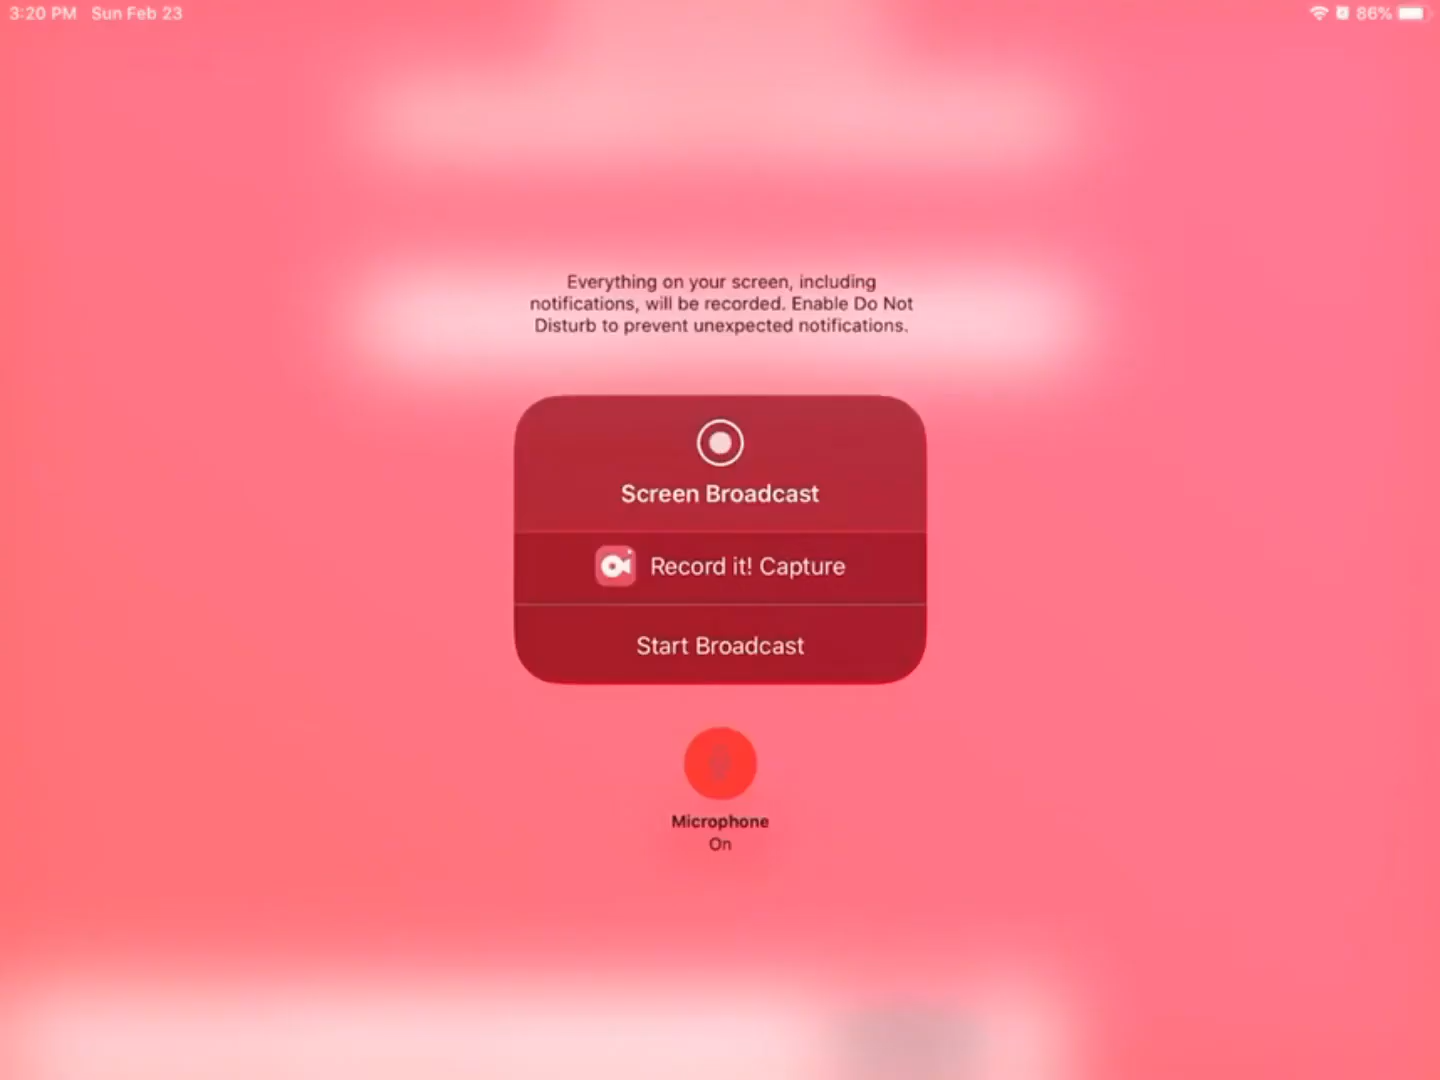 3:20 PM Sun Feb 23
86%
Everything on your screen, including
notifications, will be recorded. Enable Do Not
Disturb to prevent unexpected notifications.
Screen Broadcast
Record it! Capture
Start Broadcast
Microphone
On